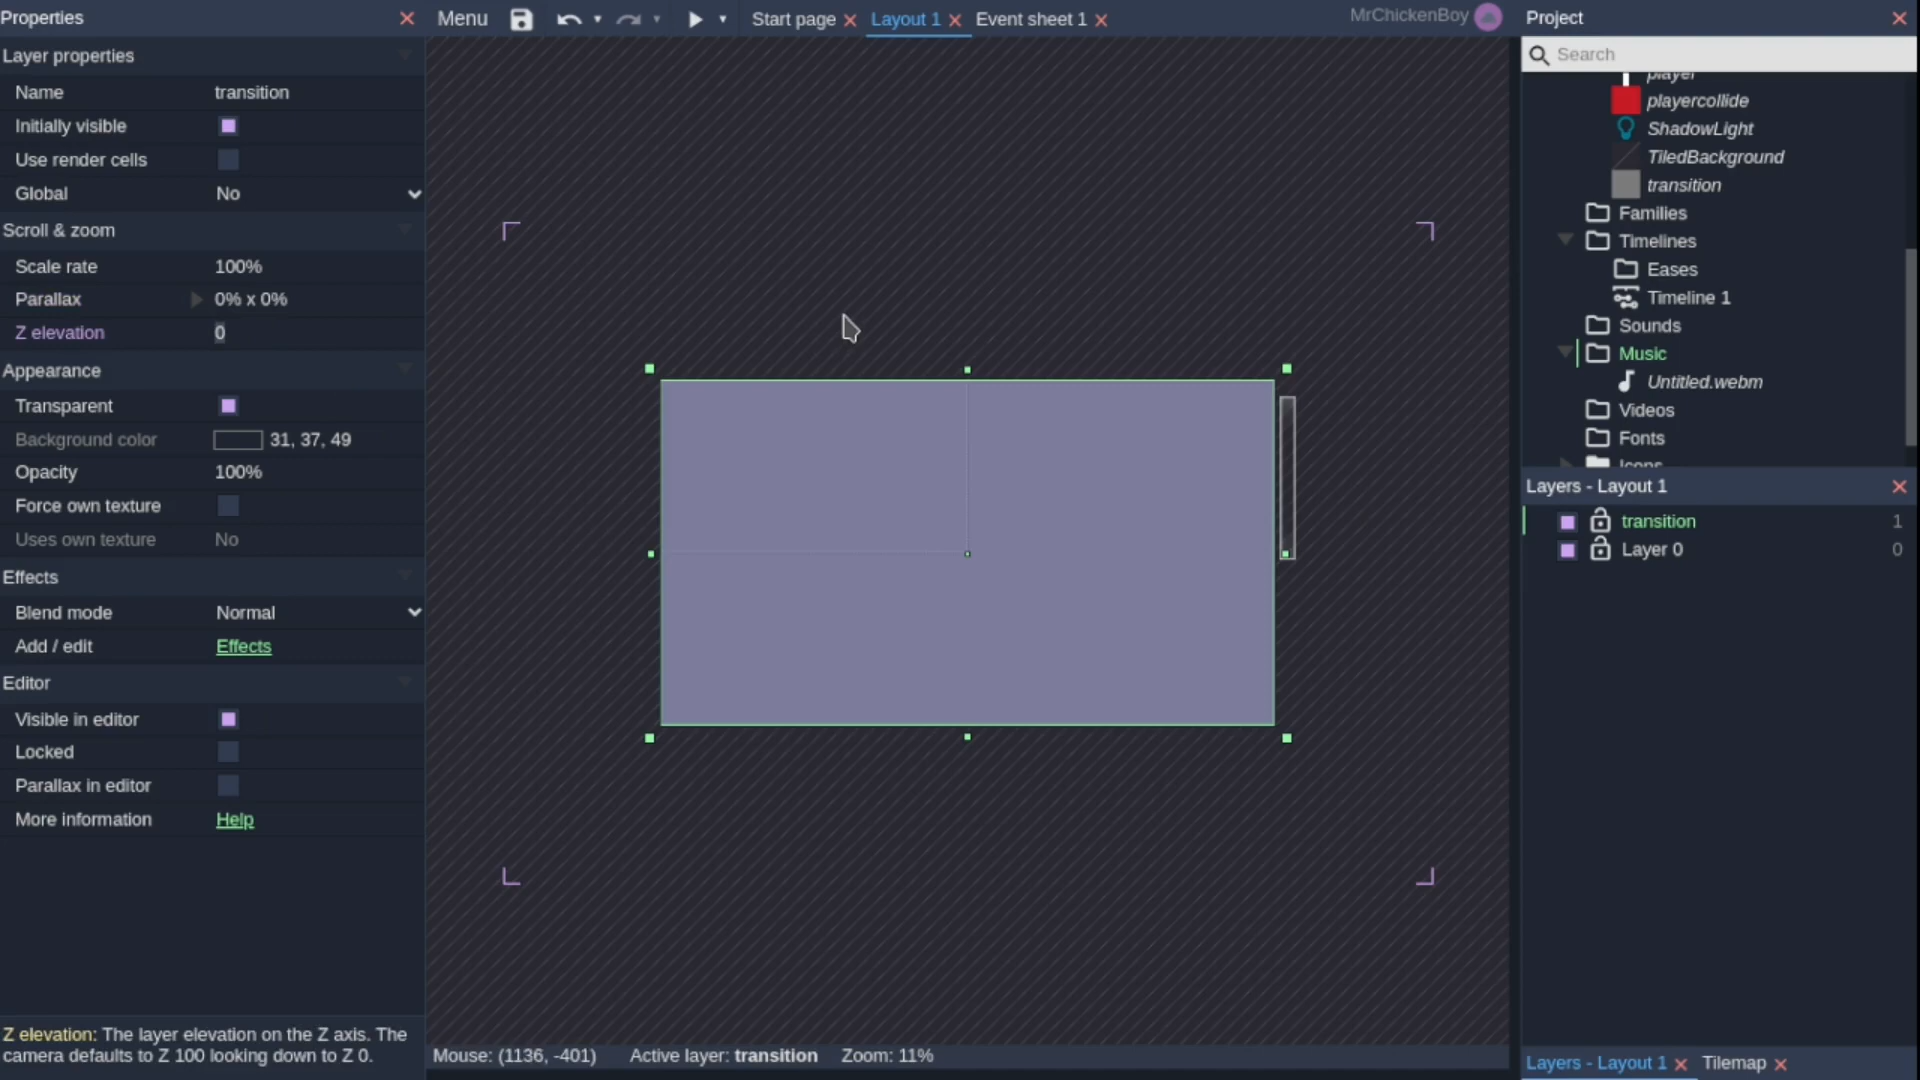 Properties
Menu
Start page
Layout 1
Event sheet 1
MrChickenBoy
Project
Layer properties
Name transition
Initially visible
Use render cells
Global No
Scroll & zoom
Scale rate 100%
Parallax 0% x 0%
Z elevation 0
Appearance
Transparent
Background color 31, 37, 49
Opacity 100%
Force own texture
Uses own texture No
Effects
Blend mode Normal
Add / edit Effects
Editor
Visible in editor
Locked
Parallax in editor
More information Help
Z elevation: The layer elevation on the Z axis. The
camera defaults to Z 100 looking down to Z 0.
Mouse: (1136, -401) Active layer: transition Zoom: 11%
Search
player
playercollide
ShadowLight
TiledBackground
transition
Families
Timelines
Eases
Timeline 1
Sounds
Music
Untitled.webm
Videos
Fonts
Icons
Layers - Layout 1
transition 1
Layer 0 0
Layers - Layout 1
Tilemap